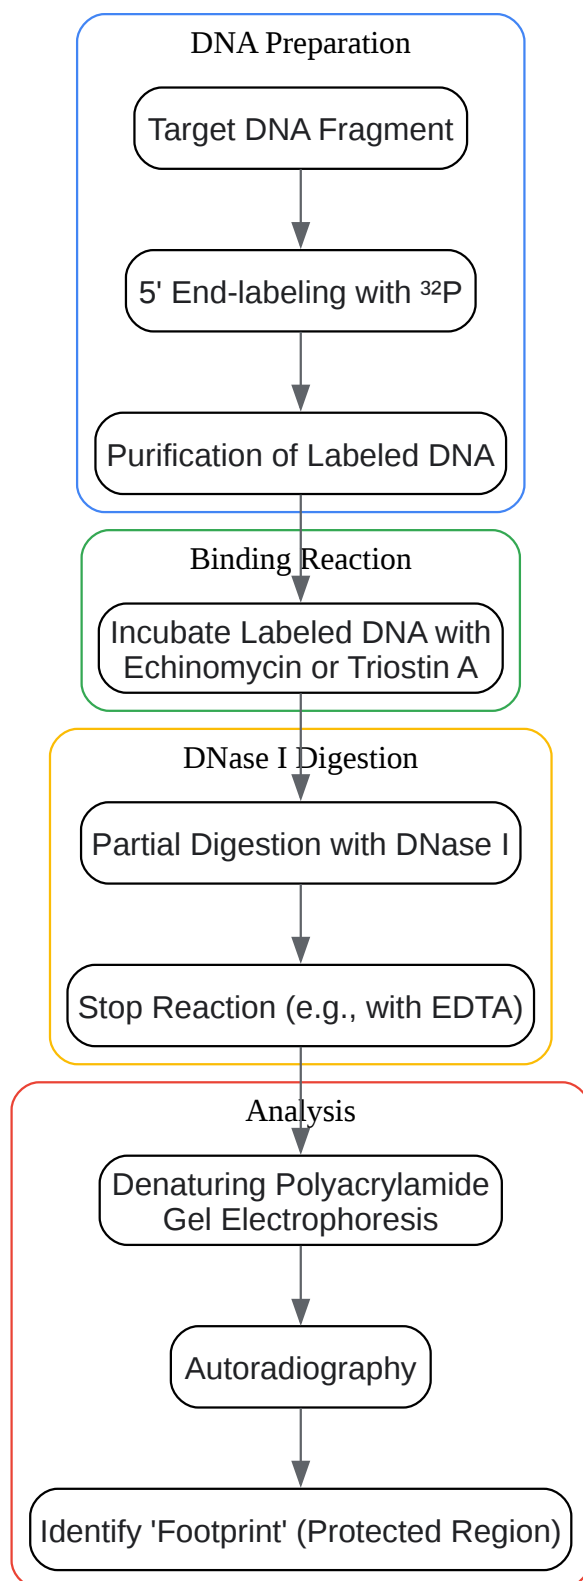 DNA Preparation
Target DNA Fragment
5' End-labeling with ³²P
Purification of Labeled DNA
Binding Reaction
Incubate Labeled DNA with
Echinomycin or Triostin A
DNase I Digestion
Partial Digestion with DNase I
Stop Reaction (e.g., with EDTA)
Analysis
Denaturing Polyacrylamide
Gel Electrophoresis
Autoradiography
Identify 'Footprint' (Protected Region)